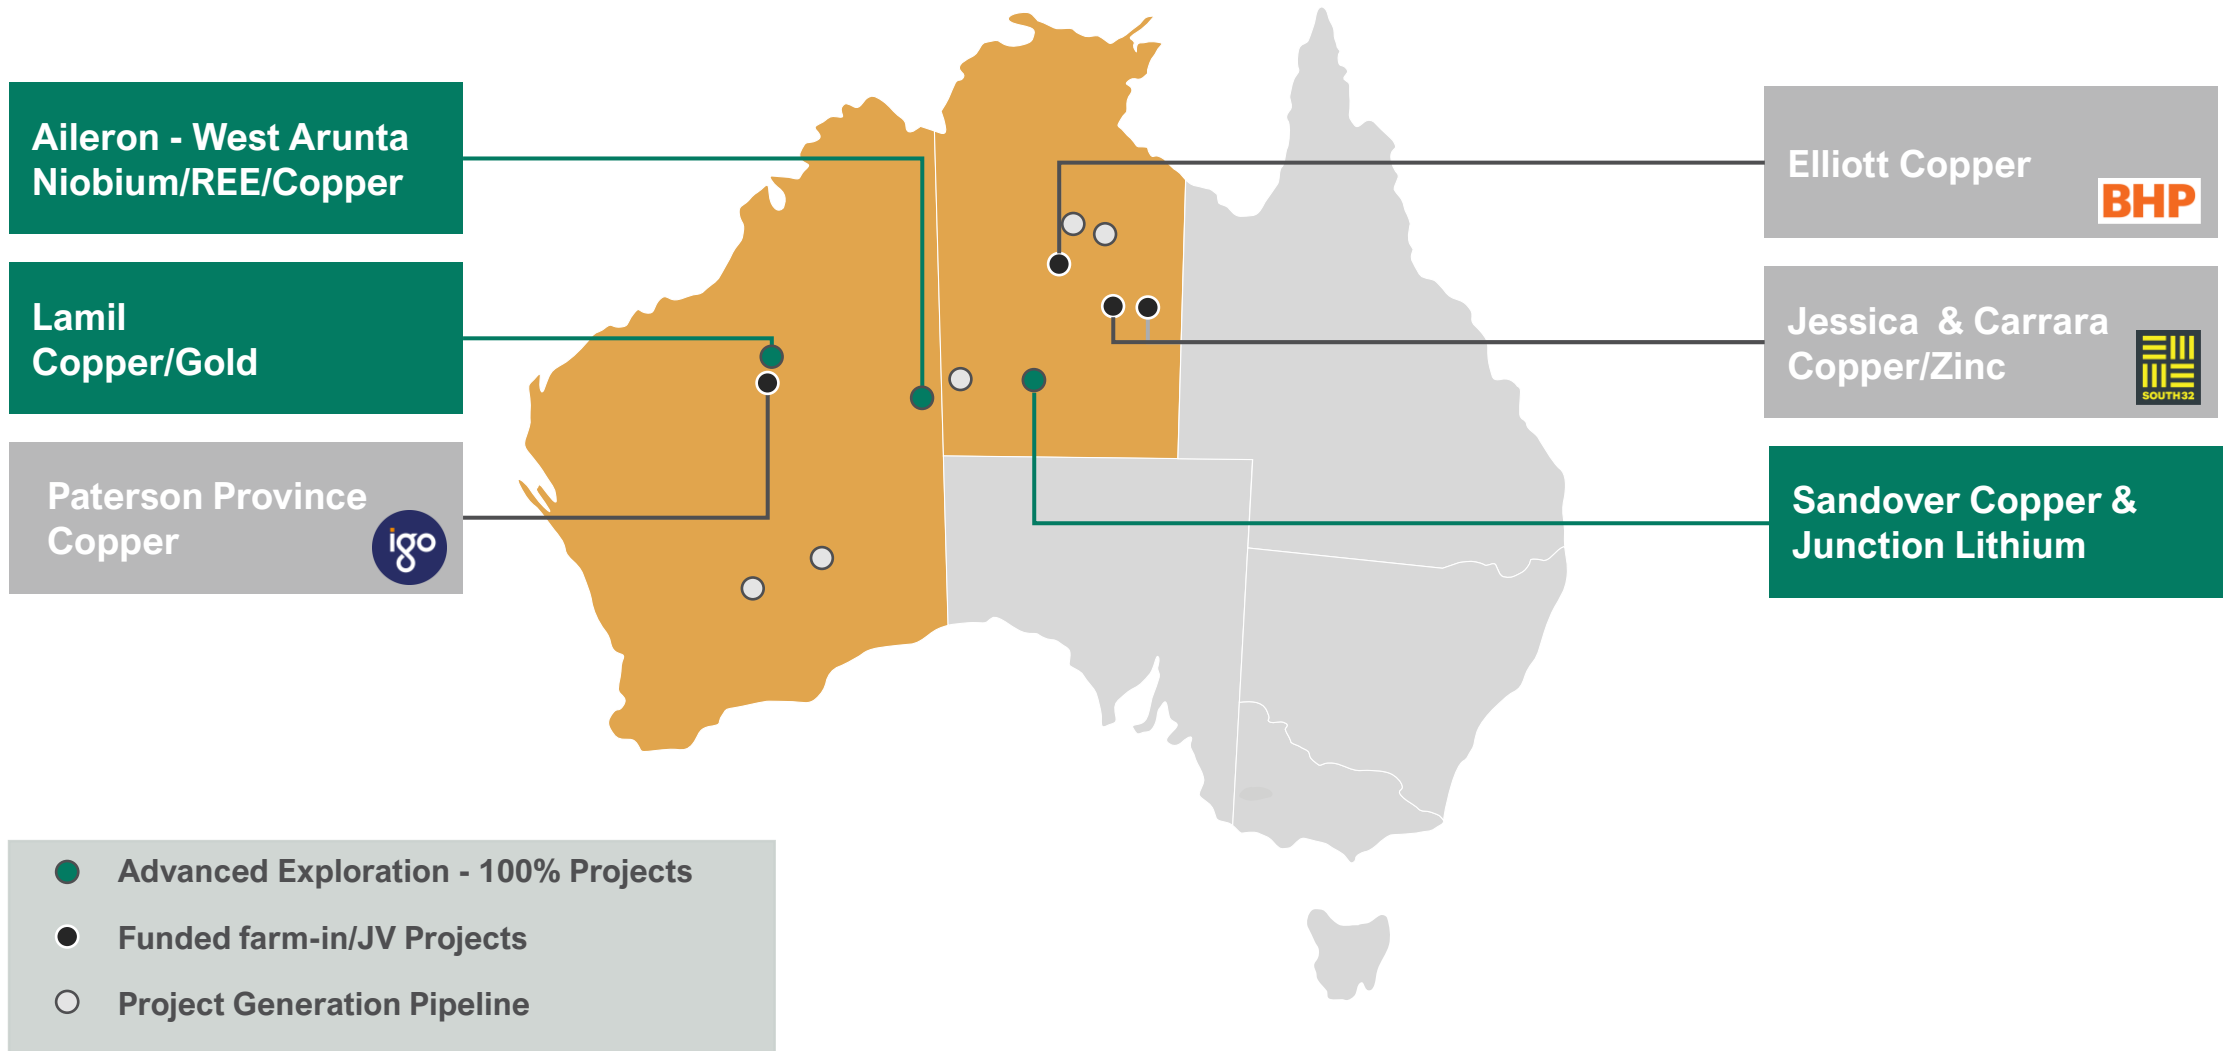 Aileron - West Arunta
Niobium/REE/Copper
Lamil
Copper/Gold
Paterson Province
Copper
igo
Elliott Copper
BHP
Jessica & Carrara
Copper/Zinc
SOUTH32
Sandover Copper &
Junction Lithium
Advanced Exploration - 100% Projects
Funded farm-in/JV Projects
Project Generation Pipeline